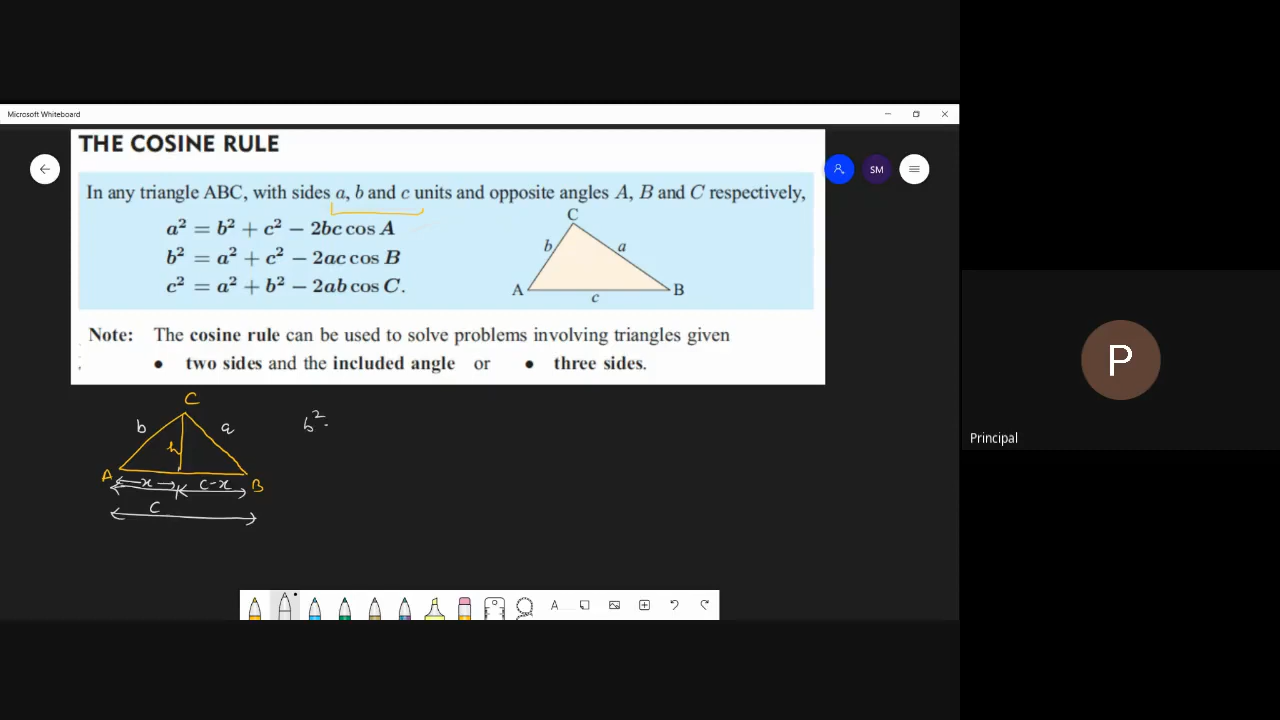 Microsoft Whiteboard
THE COSINE RULE
SM
In any triangle ABC, with sides a, b and c units and opposite angles A, B and C respectively,
a² = b² + c² − 2bc cos A
b² = a² + c² − 2ac cos B
c² = a² + b² − 2ab cos C.
C
b
a
A
B
c
Note: The cosine rule can be used to solve problems involving triangles given
• two sides and the included angle or • three sides.
C
b
a
h
A
B
x
c-x
c
b²
A
P
Principal